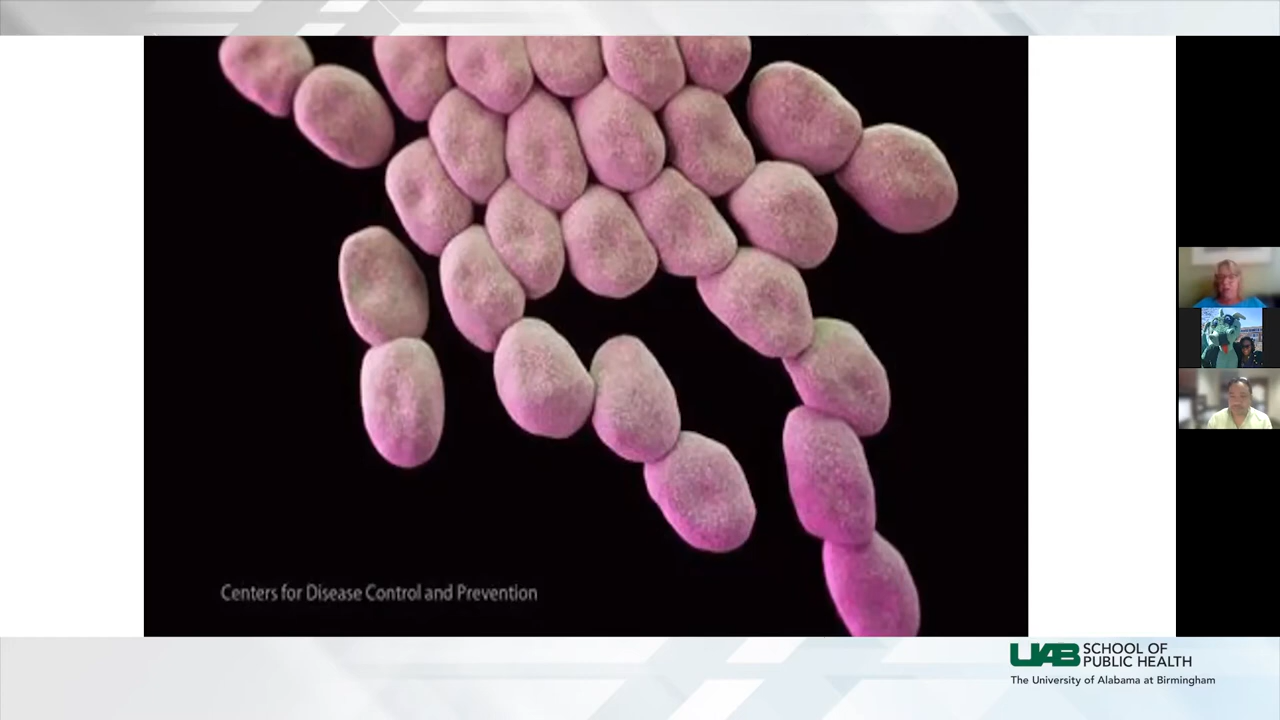 Centers for Disease Control and Prevention
UAB SCHOOL OF
PUBLIC HEALTH
The University of Alabama at Birmingham